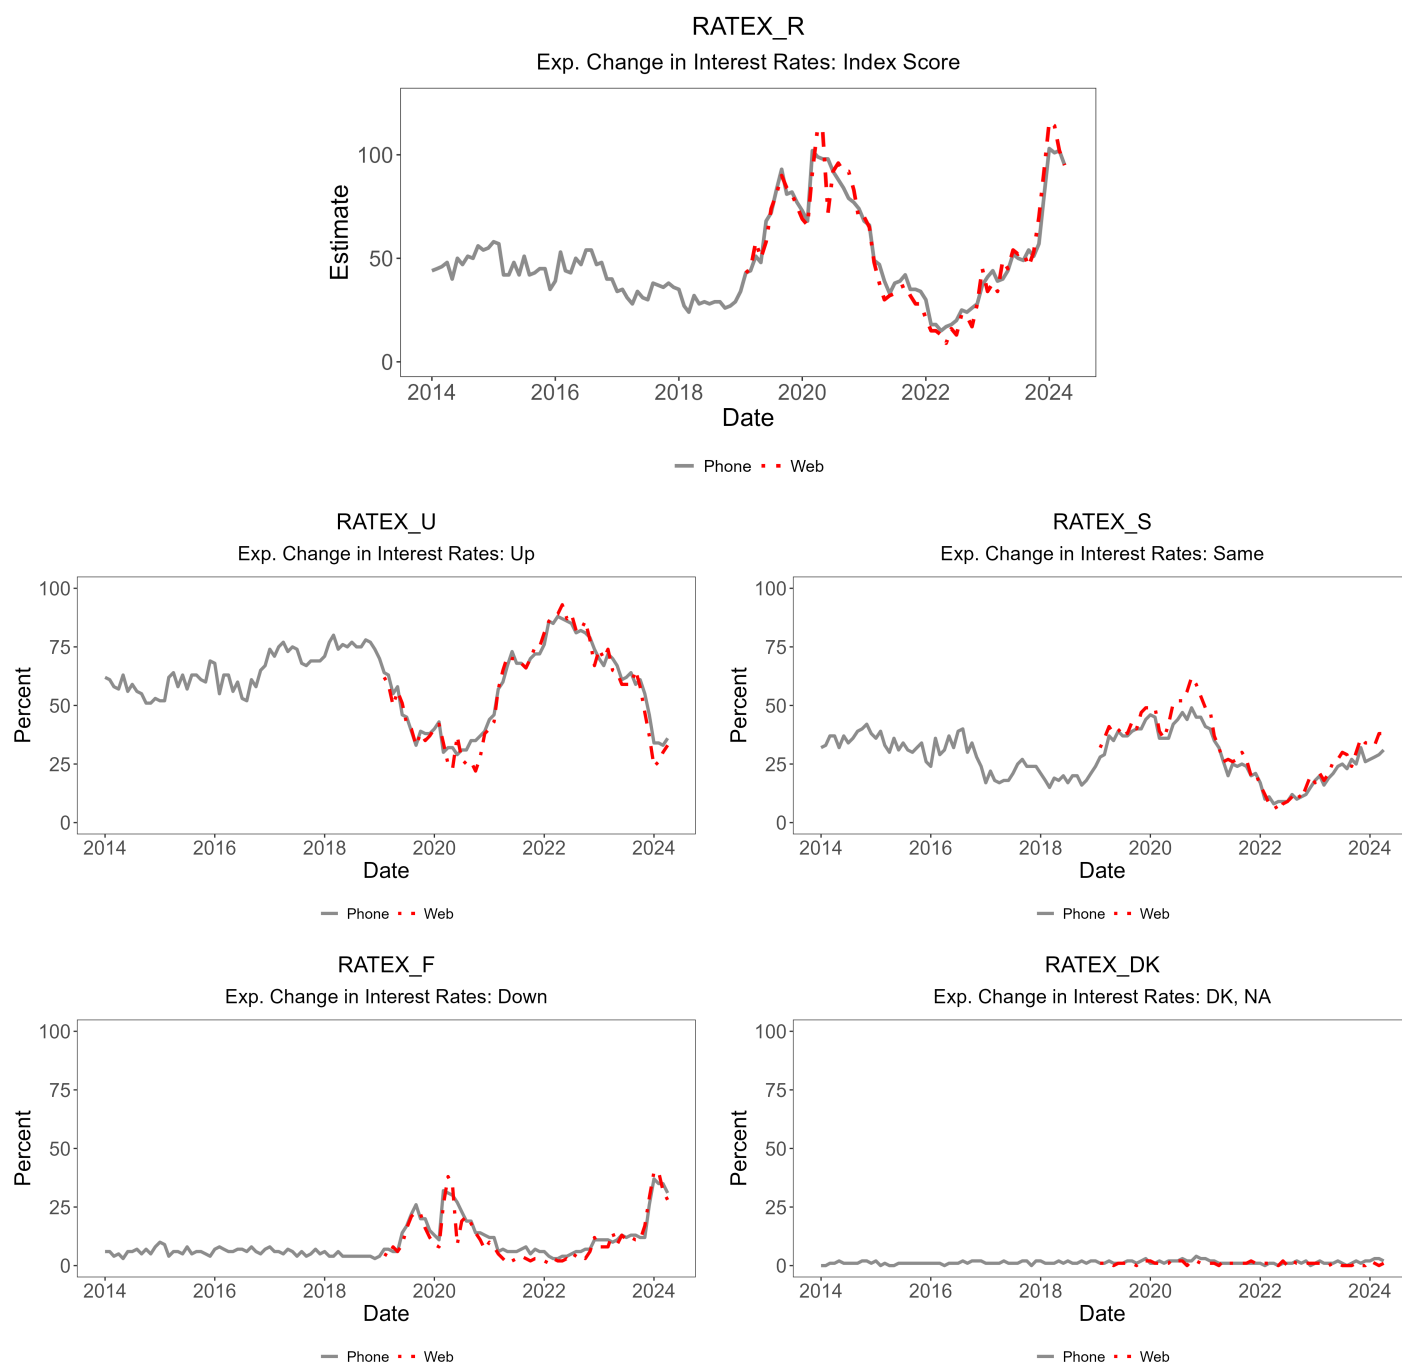 RATEX_R
Exp. Change in Interest Rates: Index Score
Estimate
100
50
0
2014 2016 2018 2020 2022 2024
Date
Phone Web
RATEX_U
Exp. Change in Interest Rates: Up
Percent
100
75
50
25
0
2014 2016 2018 2020 2022 2024
Date
Phone Web
RATEX_S
Exp. Change in Interest Rates: Same
Percent
100
75
50
25
0
2014 2016 2018 2020 2022 2024
Date
Phone Web
RATEX_F
Exp. Change in Interest Rates: Down
Percent
100
75
50
25
0
2014 2016 2018 2020 2022 2024
Date
Phone Web
RATEX_DK
Exp. Change in Interest Rates: DK, NA
Percent
100
75
50
25
0
2014 2016 2018 2020 2022 2024
Date
Phone Web